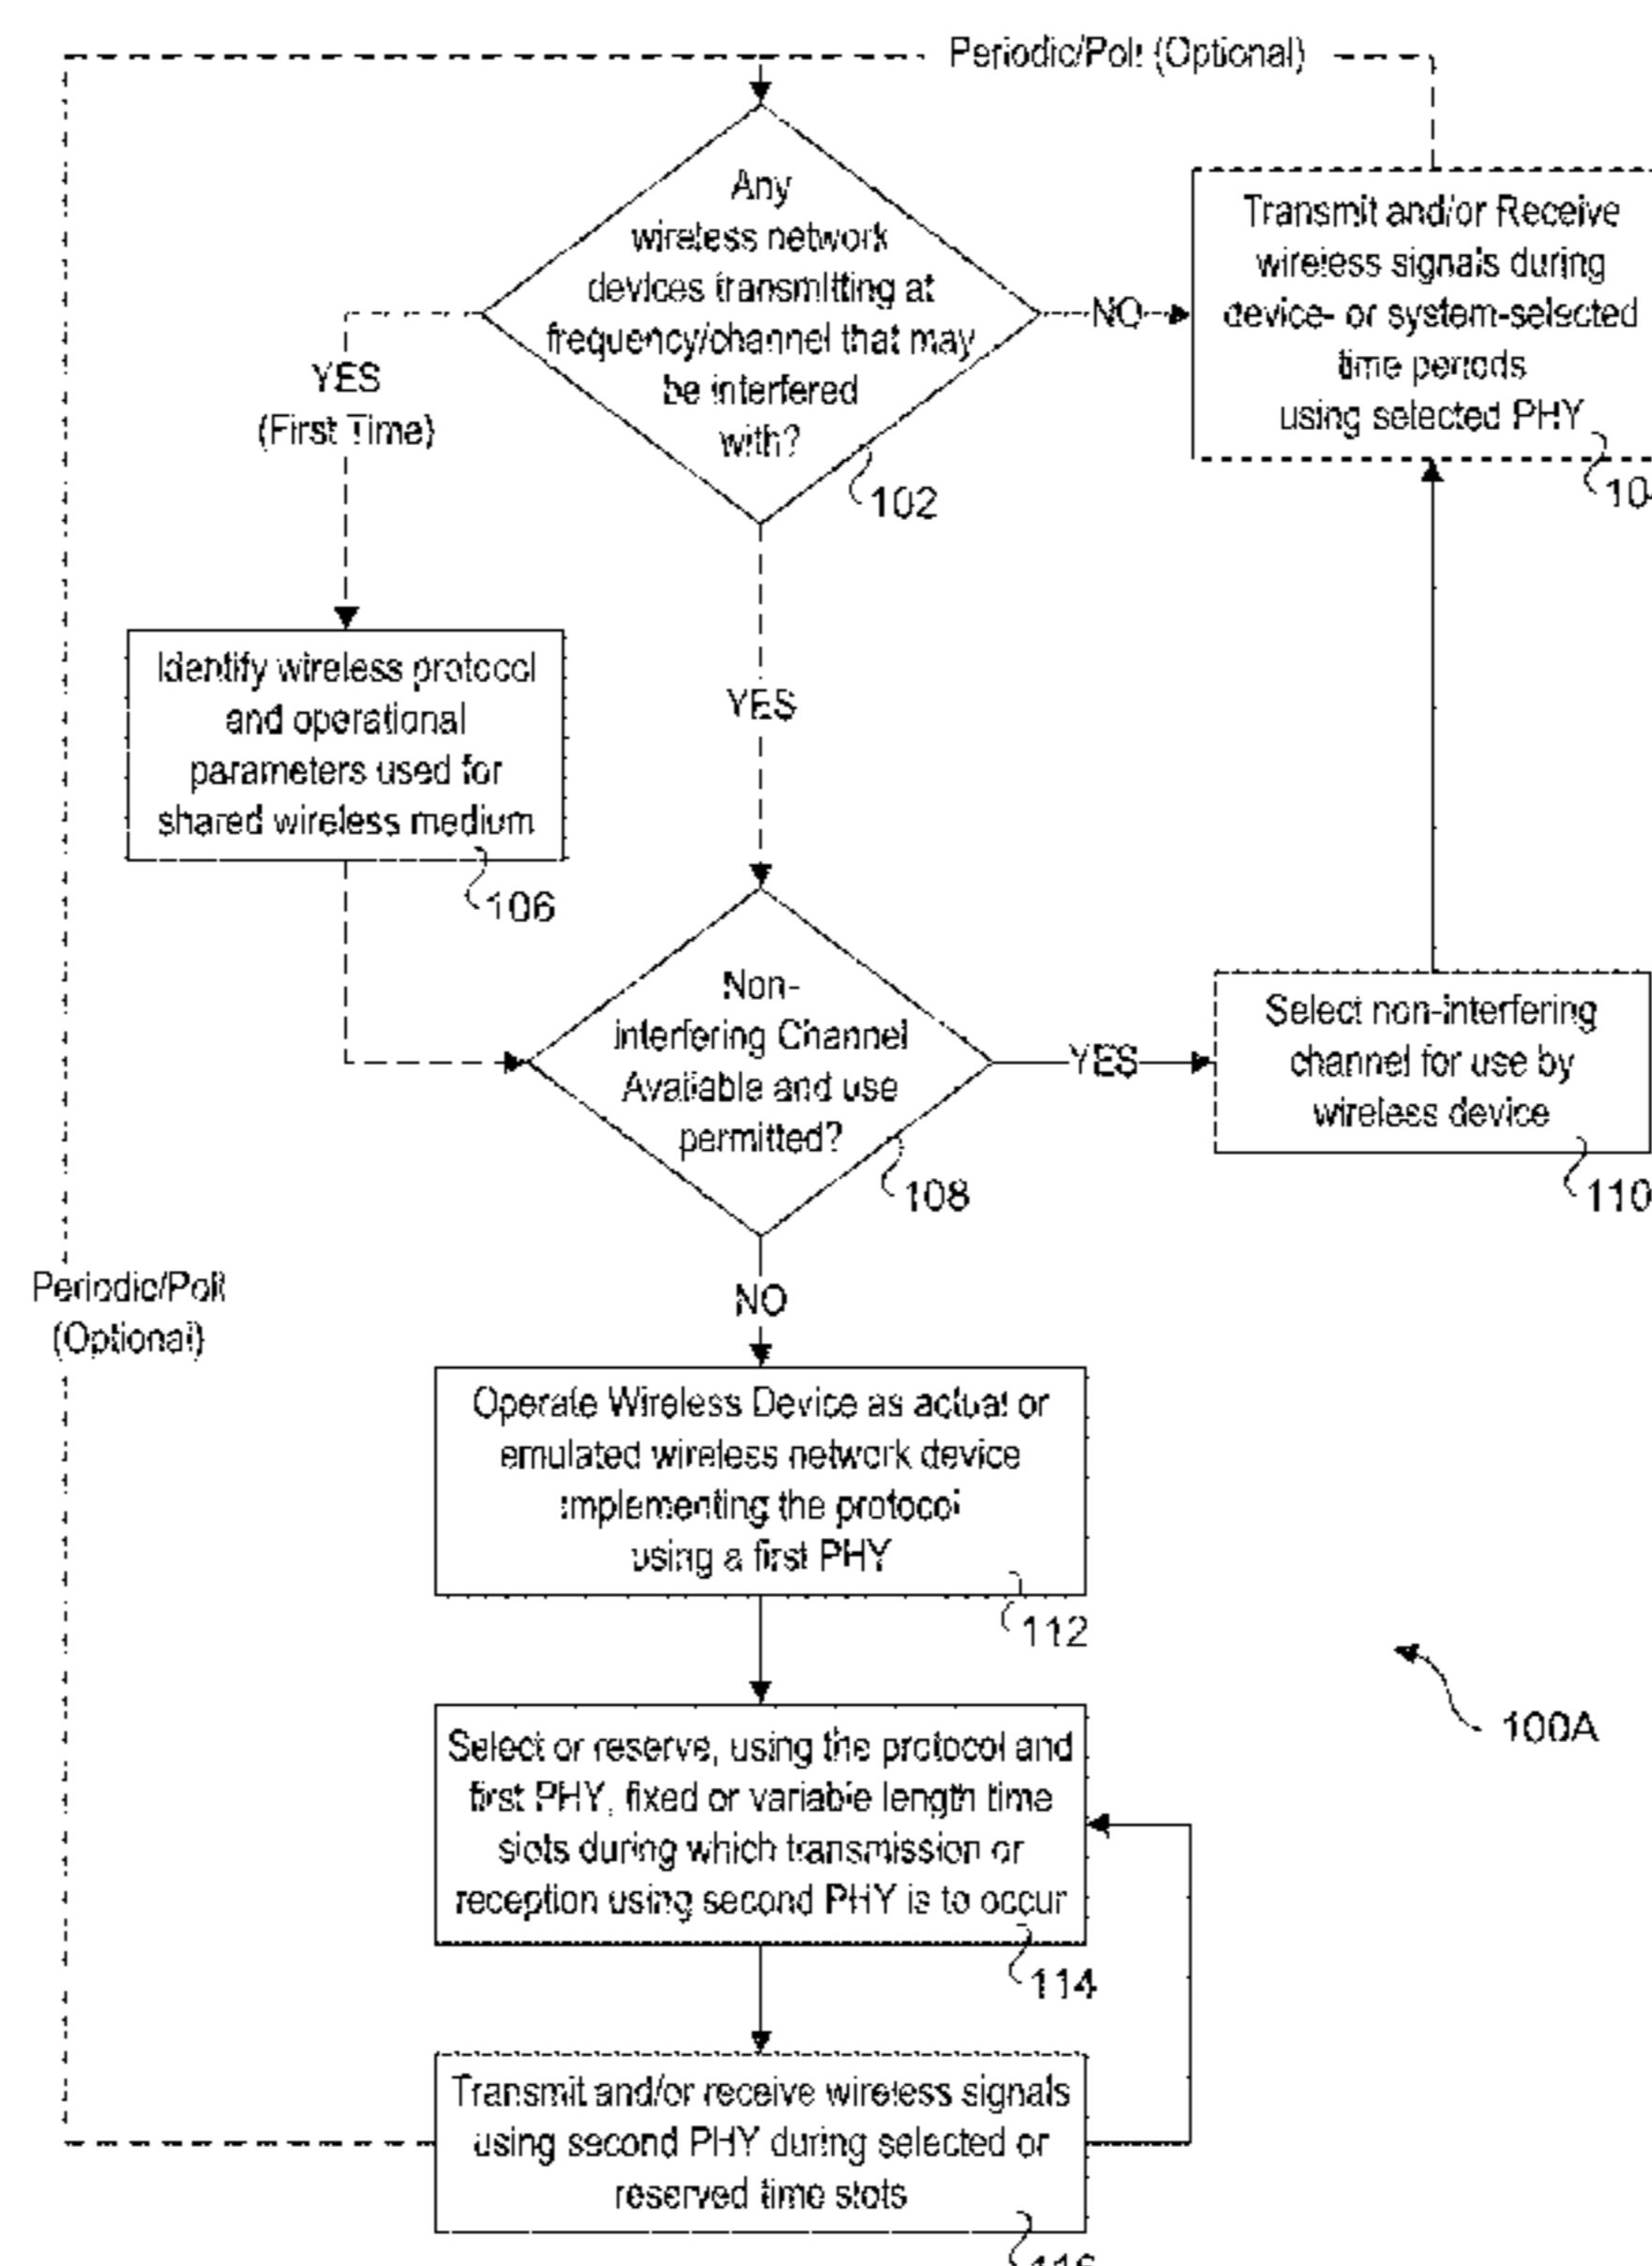 Periodic/Poll (Optional)
Any
wireless network
devices transmitting at
frequency/channel that may
be interfered
with?
102
NO
Transmit and/or Receive
wireless signals during
device- or system-selected
time periods
using selected PHY
YES
(First Time)
Identify wireless protocol
and operational
parameters used for
shared wireless medium
106
YES
Non-
interfering Channel
Available and use
permitted?
108
YES
Select non-interfering
channel for use by
wireless device
110
Periodic/Poll
(Optional)
NO
Operate Wireless Device as actual or
emulated wireless network device
implementing the protocol
using a first PHY
112
Select or reserve, using the protocol and
first PHY, fixed or variable length time
slots during which transmission or
reception using second PHY is to occur
114
100A
Transmit and/or receive wireless signals
using second PHY during selected or
reserved time slots